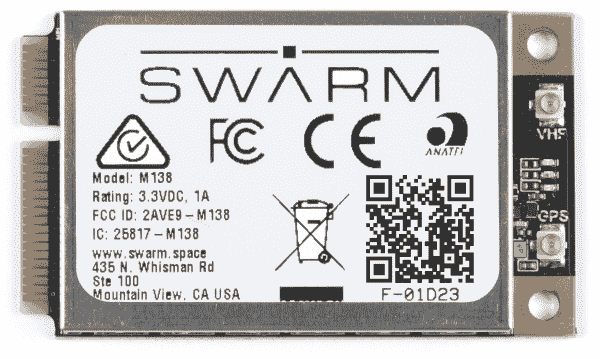 SWARM
FC CE
ANATEL
Model: M138
Rating: 3.3VDC, 1A
FCC ID: 2AVE9-M138
IC: 25817-M138
www.swarm.space
435 N. Whisman Rd
Ste 100
Mountain View, CA USA
F-01D23
VHF
GPS